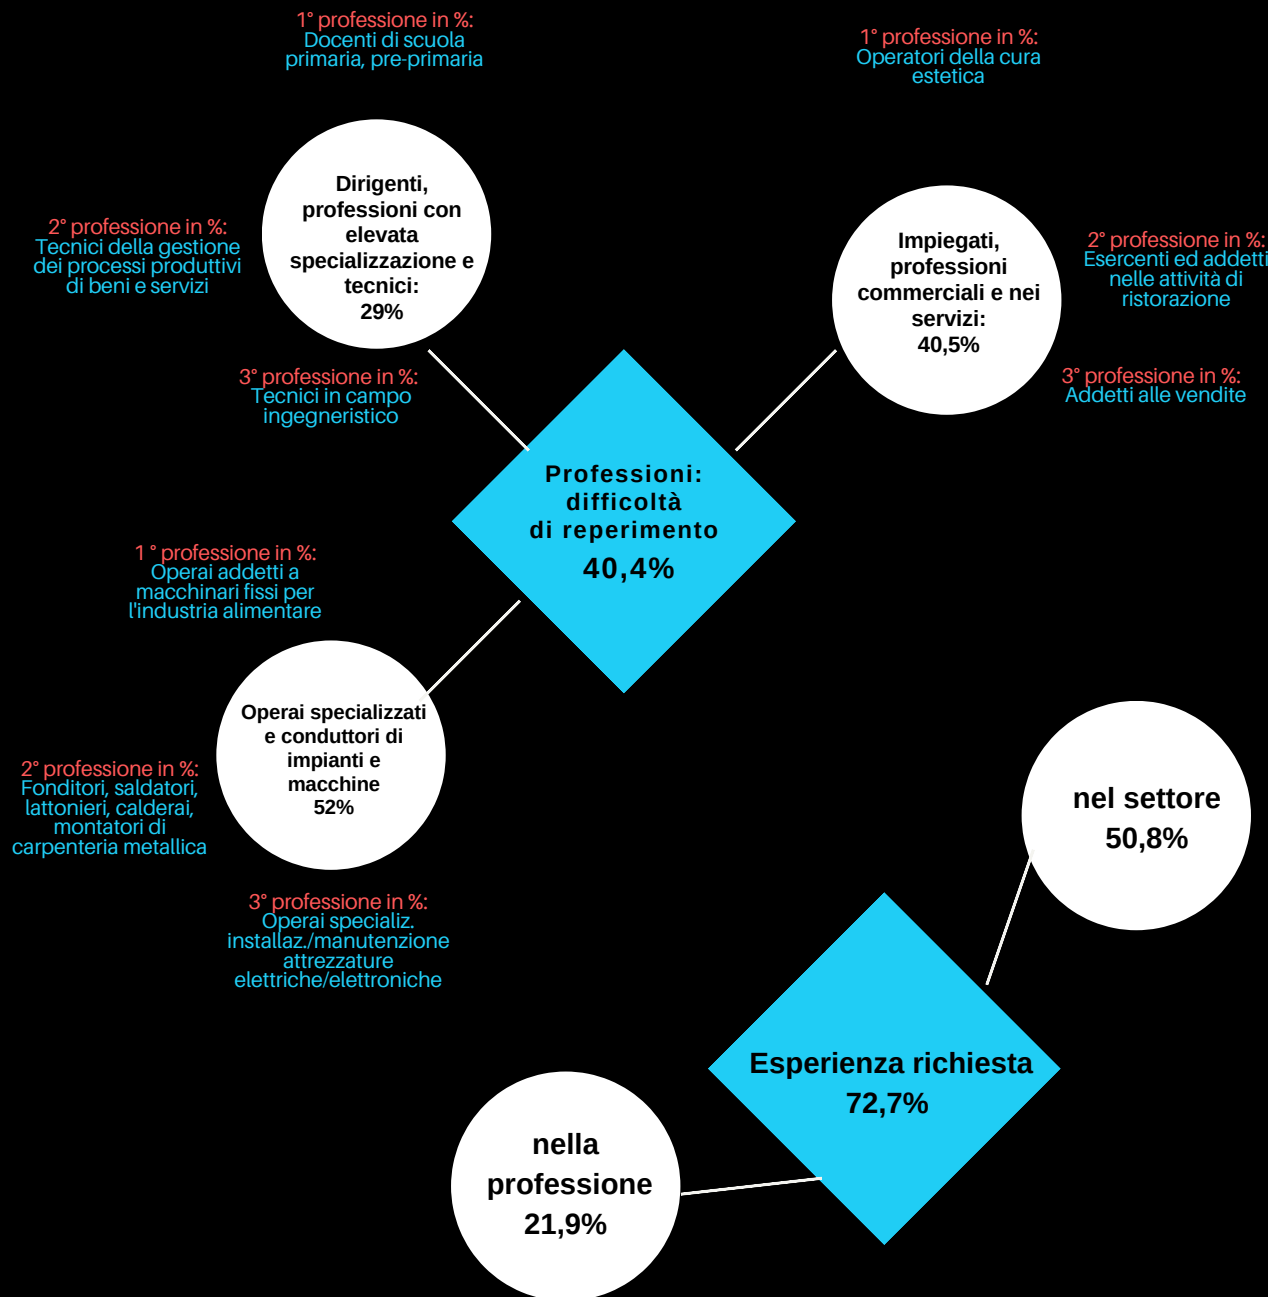 1° professione in %:
Docenti di scuola
primaria, pre-primaria
1° professione in %:
Operatori della cura
estetica
Dirigenti,
professioni con
elevata
specializzazione e
tecnici:
29%
2° professione in %:
Tecnici della gestione
dei processi produttivi
di beni e servizi
3° professione in %:
Tecnici in campo
ingegneristico
Impiegati,
professioni
commerciali e nei
servizi:
40,5%
2° professione in %:
Esercenti ed addetti
nelle attività di
ristorazione
3° professione in %:
Addetti alle vendite
Professioni:
difficoltà
di reperimento
40,4%
1 ° professione in %:
Operai addetti a
macchinari fissi per
l'industria alimentare
Operai specializzati
e conduttori di
impianti e
macchine
52%
2° professione in %:
Fonditori, saldatori,
lattonieri, calderai,
montatori di
carpenteria metallica
3° professione in %:
Operai specializ.
installaz./manutenzione
attrezzature
elettriche/elettroniche
nel settore
50,8%
Esperienza richiesta
72,7%
nella
professione
21,9%